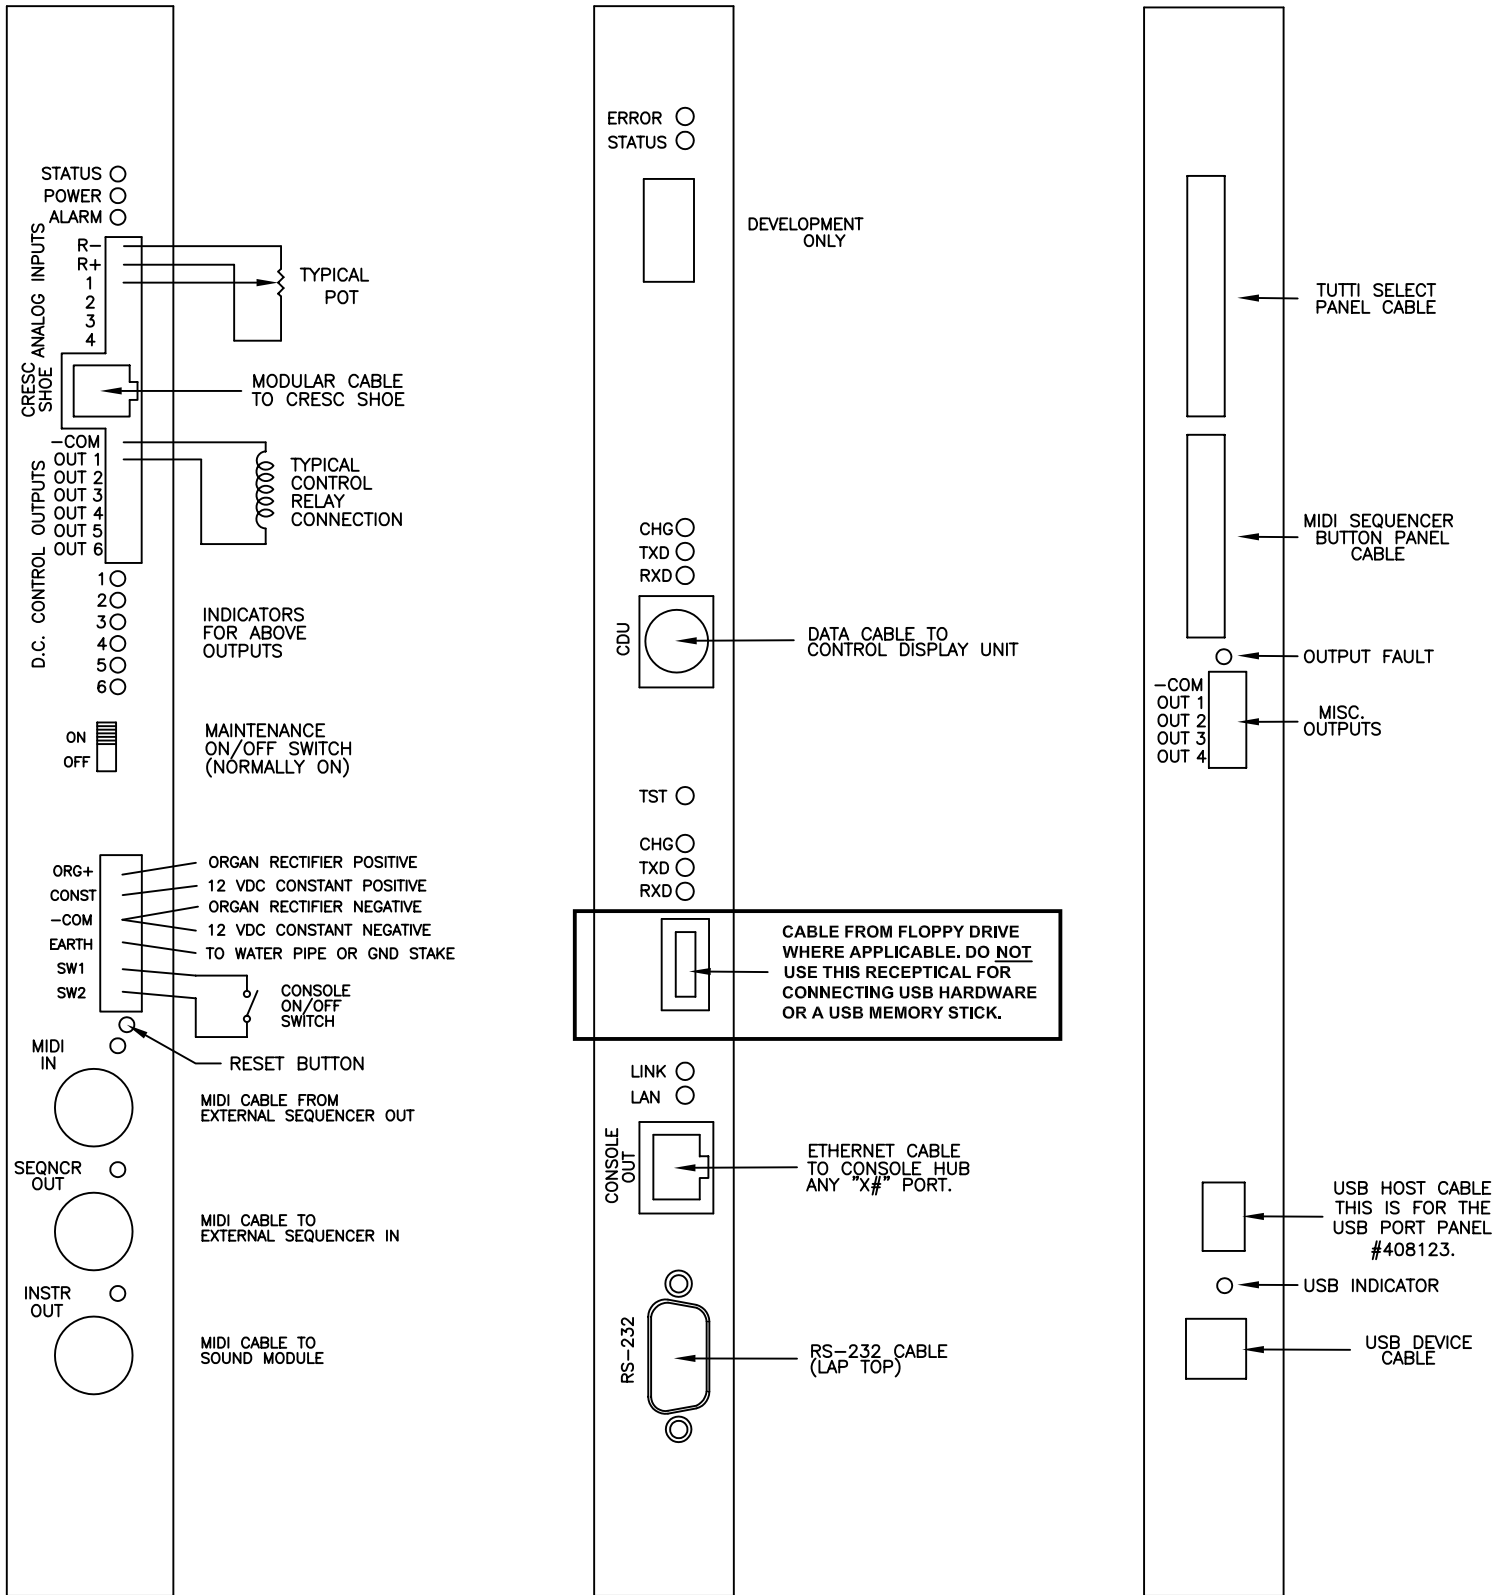 STATUS
POWER
ALARM
ANALOG INPUTS
R-
R+
1
2
3
4
TYPICAL
POT
CRESC
SHOE
MODULAR CABLE
TO CRESC SHOE
D.C. CONTROL OUTPUTS
-COM
OUT 1
OUT 2
OUT 3
OUT 4
OUT 5
OUT 6
TYPICAL
CONTROL
RELAY
CONNECTION
1
2
3
4
5
6
INDICATORS
FOR ABOVE
OUTPUTS
ON
OFF
MAINTENANCE
ON/OFF SWITCH
(NORMALLY ON)
ORG+
CONST
-COM
EARTH
SW1
SW2
ORGAN RECTIFIER POSITIVE
12 VDC CONSTANT POSITIVE
ORGAN RECTIFIER NEGATIVE
12 VDC CONSTANT NEGATIVE
TO WATER PIPE OR GND STAKE
CONSOLE
ON/OFF
SWITCH
RESET BUTTON
MIDI
IN
MIDI CABLE FROM
EXTERNAL SEQUENCER OUT
SEQNCR
OUT
MIDI CABLE TO
EXTERNAL SEQUENCER IN
INSTR
OUT
MIDI CABLE TO
SOUND MODULE
ERROR
STATUS
DEVELOPMENT
ONLY
CHG
TXD
RXD
CDU
DATA CABLE TO
CONTROL DISPLAY UNIT
TST
CHG
TXD
RXD
CABLE FROM FLOPPY DRIVE
WHERE APPLICABLE. DO NOT
USE THIS RECEPTICAL FOR
CONNECTING USB HARDWARE
OR A USB MEMORY STICK.
LINK
LAN
CONSOLE
OUT
ETHERNET CABLE
TO CONSOLE HUB
ANY "X#" PORT.
RS-232
RS-232 CABLE
(LAP TOP)
TUTTI SELECT
PANEL CABLE
MIDI SEQUENCER
BUTTON PANEL
CABLE
OUTPUT FAULT
-COM
OUT 1
OUT 2
OUT 3
OUT 4
MISC.
OUTPUTS
USB HOST CABLE
THIS IS FOR THE
USB PORT PANEL
#408123.
USB INDICATOR
USB DEVICE
CABLE